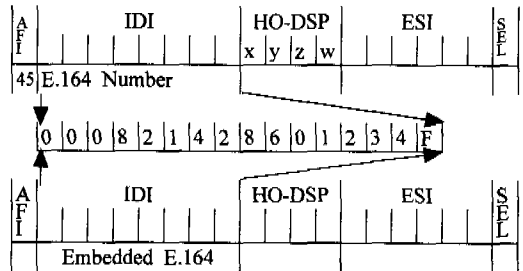 AFI IDI HO-DSP ESI SEL
x y z w
45 E.164 Number
0 0 0 8 2 1 4 2 8 6 0 1 2 3 4 F
AFI IDI HO-DSP ESI SEL
Embedded E.164